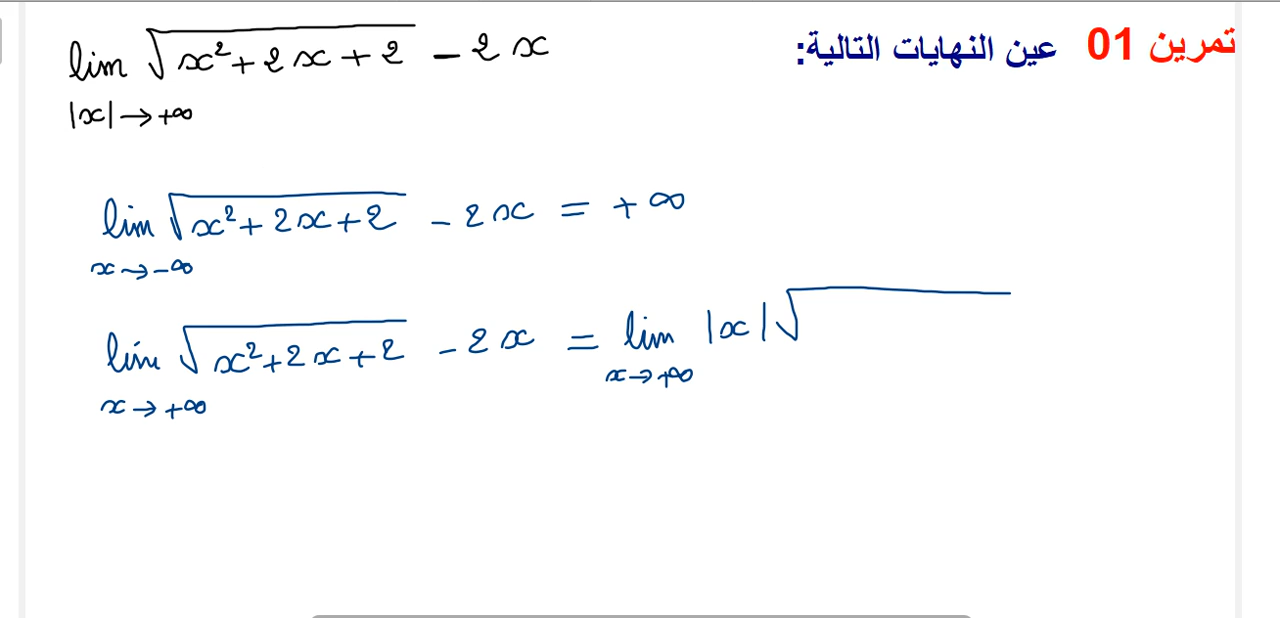 تمرين 01 عين النهايات التالية:
lim √(x²+2x+2) - 2x
|x|→+∞
lim √(x²+2x+2) - 2x = +∞
x→-∞
lim √(x²+2x+2) - 2x = lim |x|√
x→+∞ x→+∞